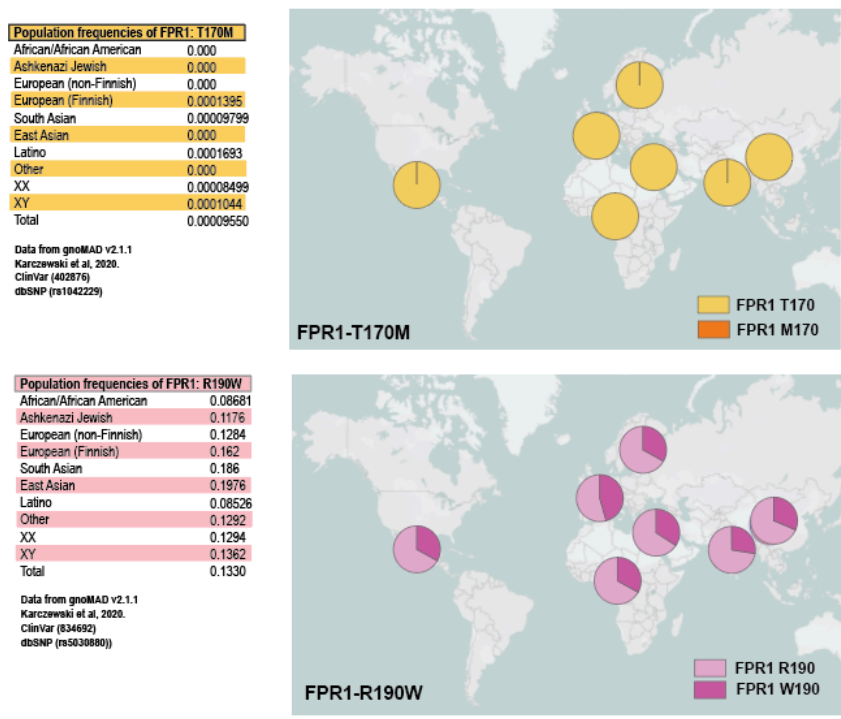 Population frequencies of FPR1: T170M
African/African American 0.000
Ashkenazi Jewish 0.000
European (non-Finnish) 0.000
European (Finnish) 0.0001395
South Asian 0.00009799
East Asian 0.000
Latino 0.0001693
Other 0.000
XX 0.00008499
XY 0.0001044
Total 0.00009550
Data from gnoMAD v2.1.1
Karczewski et al, 2020.
ClinVar (402876)
dbSNP (rs1042229)
FPR1 T170
FPR1 M170
FPR1-T170M
Population frequencies of FPR1: R190W
African/African American 0.08681
Ashkenazi Jewish 0.1176
European (non-Finnish) 0.1284
European (Finnish) 0.162
South Asian 0.186
East Asian 0.1976
Latino 0.08526
Other 0.1292
XX 0.1294
XY 0.1362
Total 0.1330
Data from gnoMAD v2.1.1
Karczewski et al, 2020.
ClinVar (834692)
dbSNP (rs5030880))
FPR1 R190
FPR1 W190
FPR1-R190W